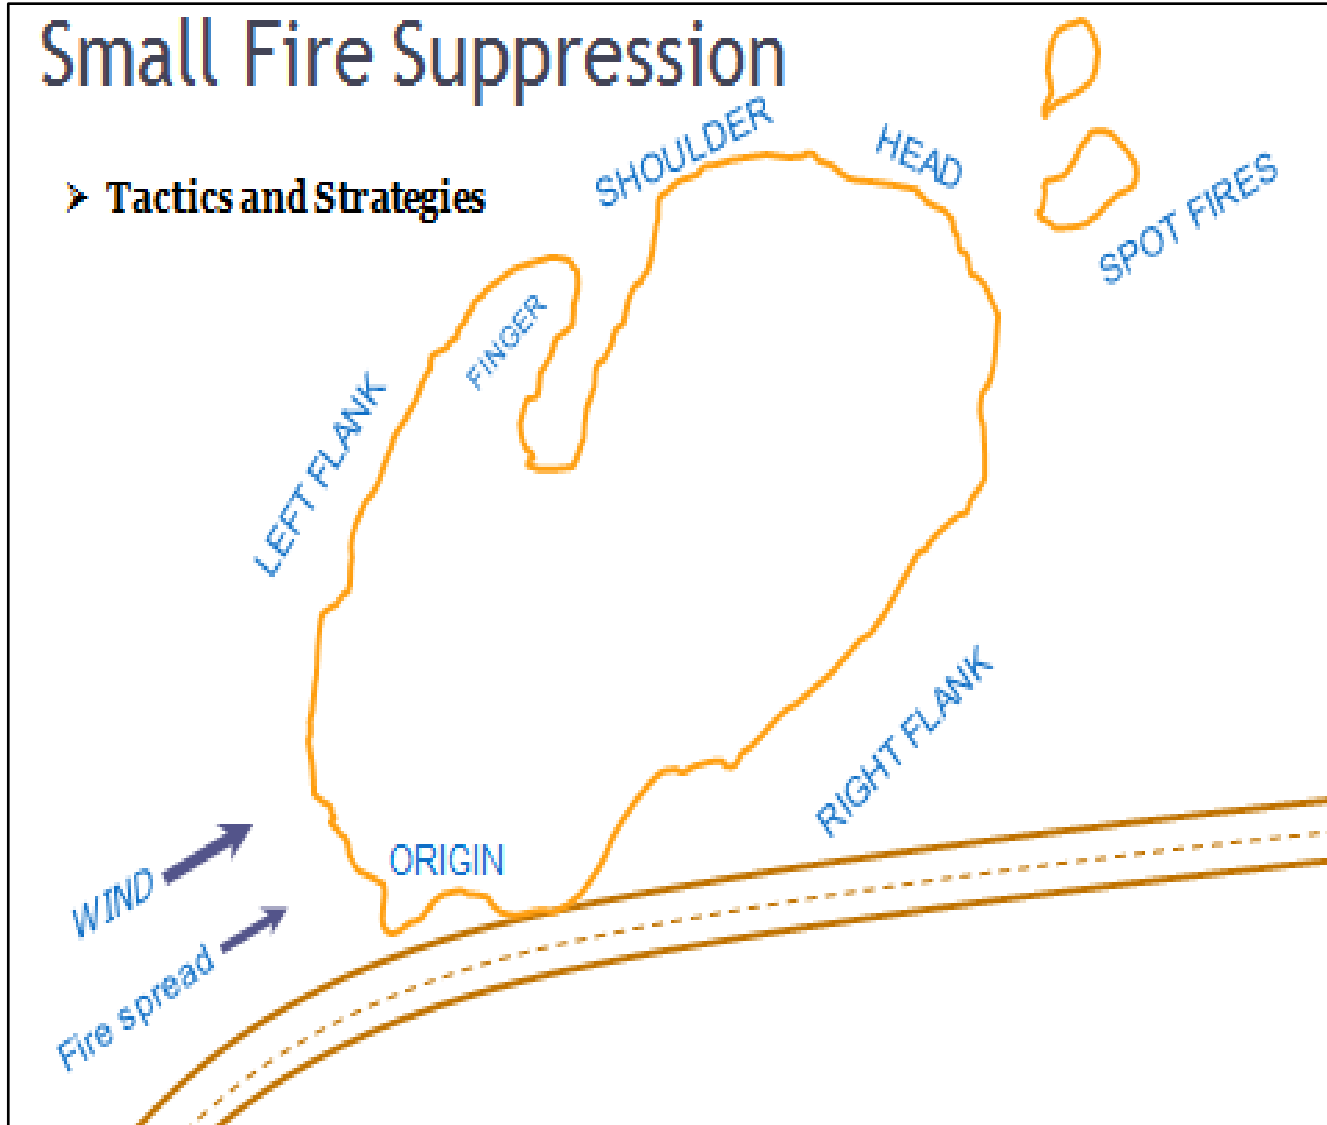 Small Fire Suppression
➤ Tactics and Strategies
SHOULDER
HEAD
SPOT FIRES
FINGER
LEFT FLANK
RIGHT FLANK
ORIGIN
WIND
Fire spread